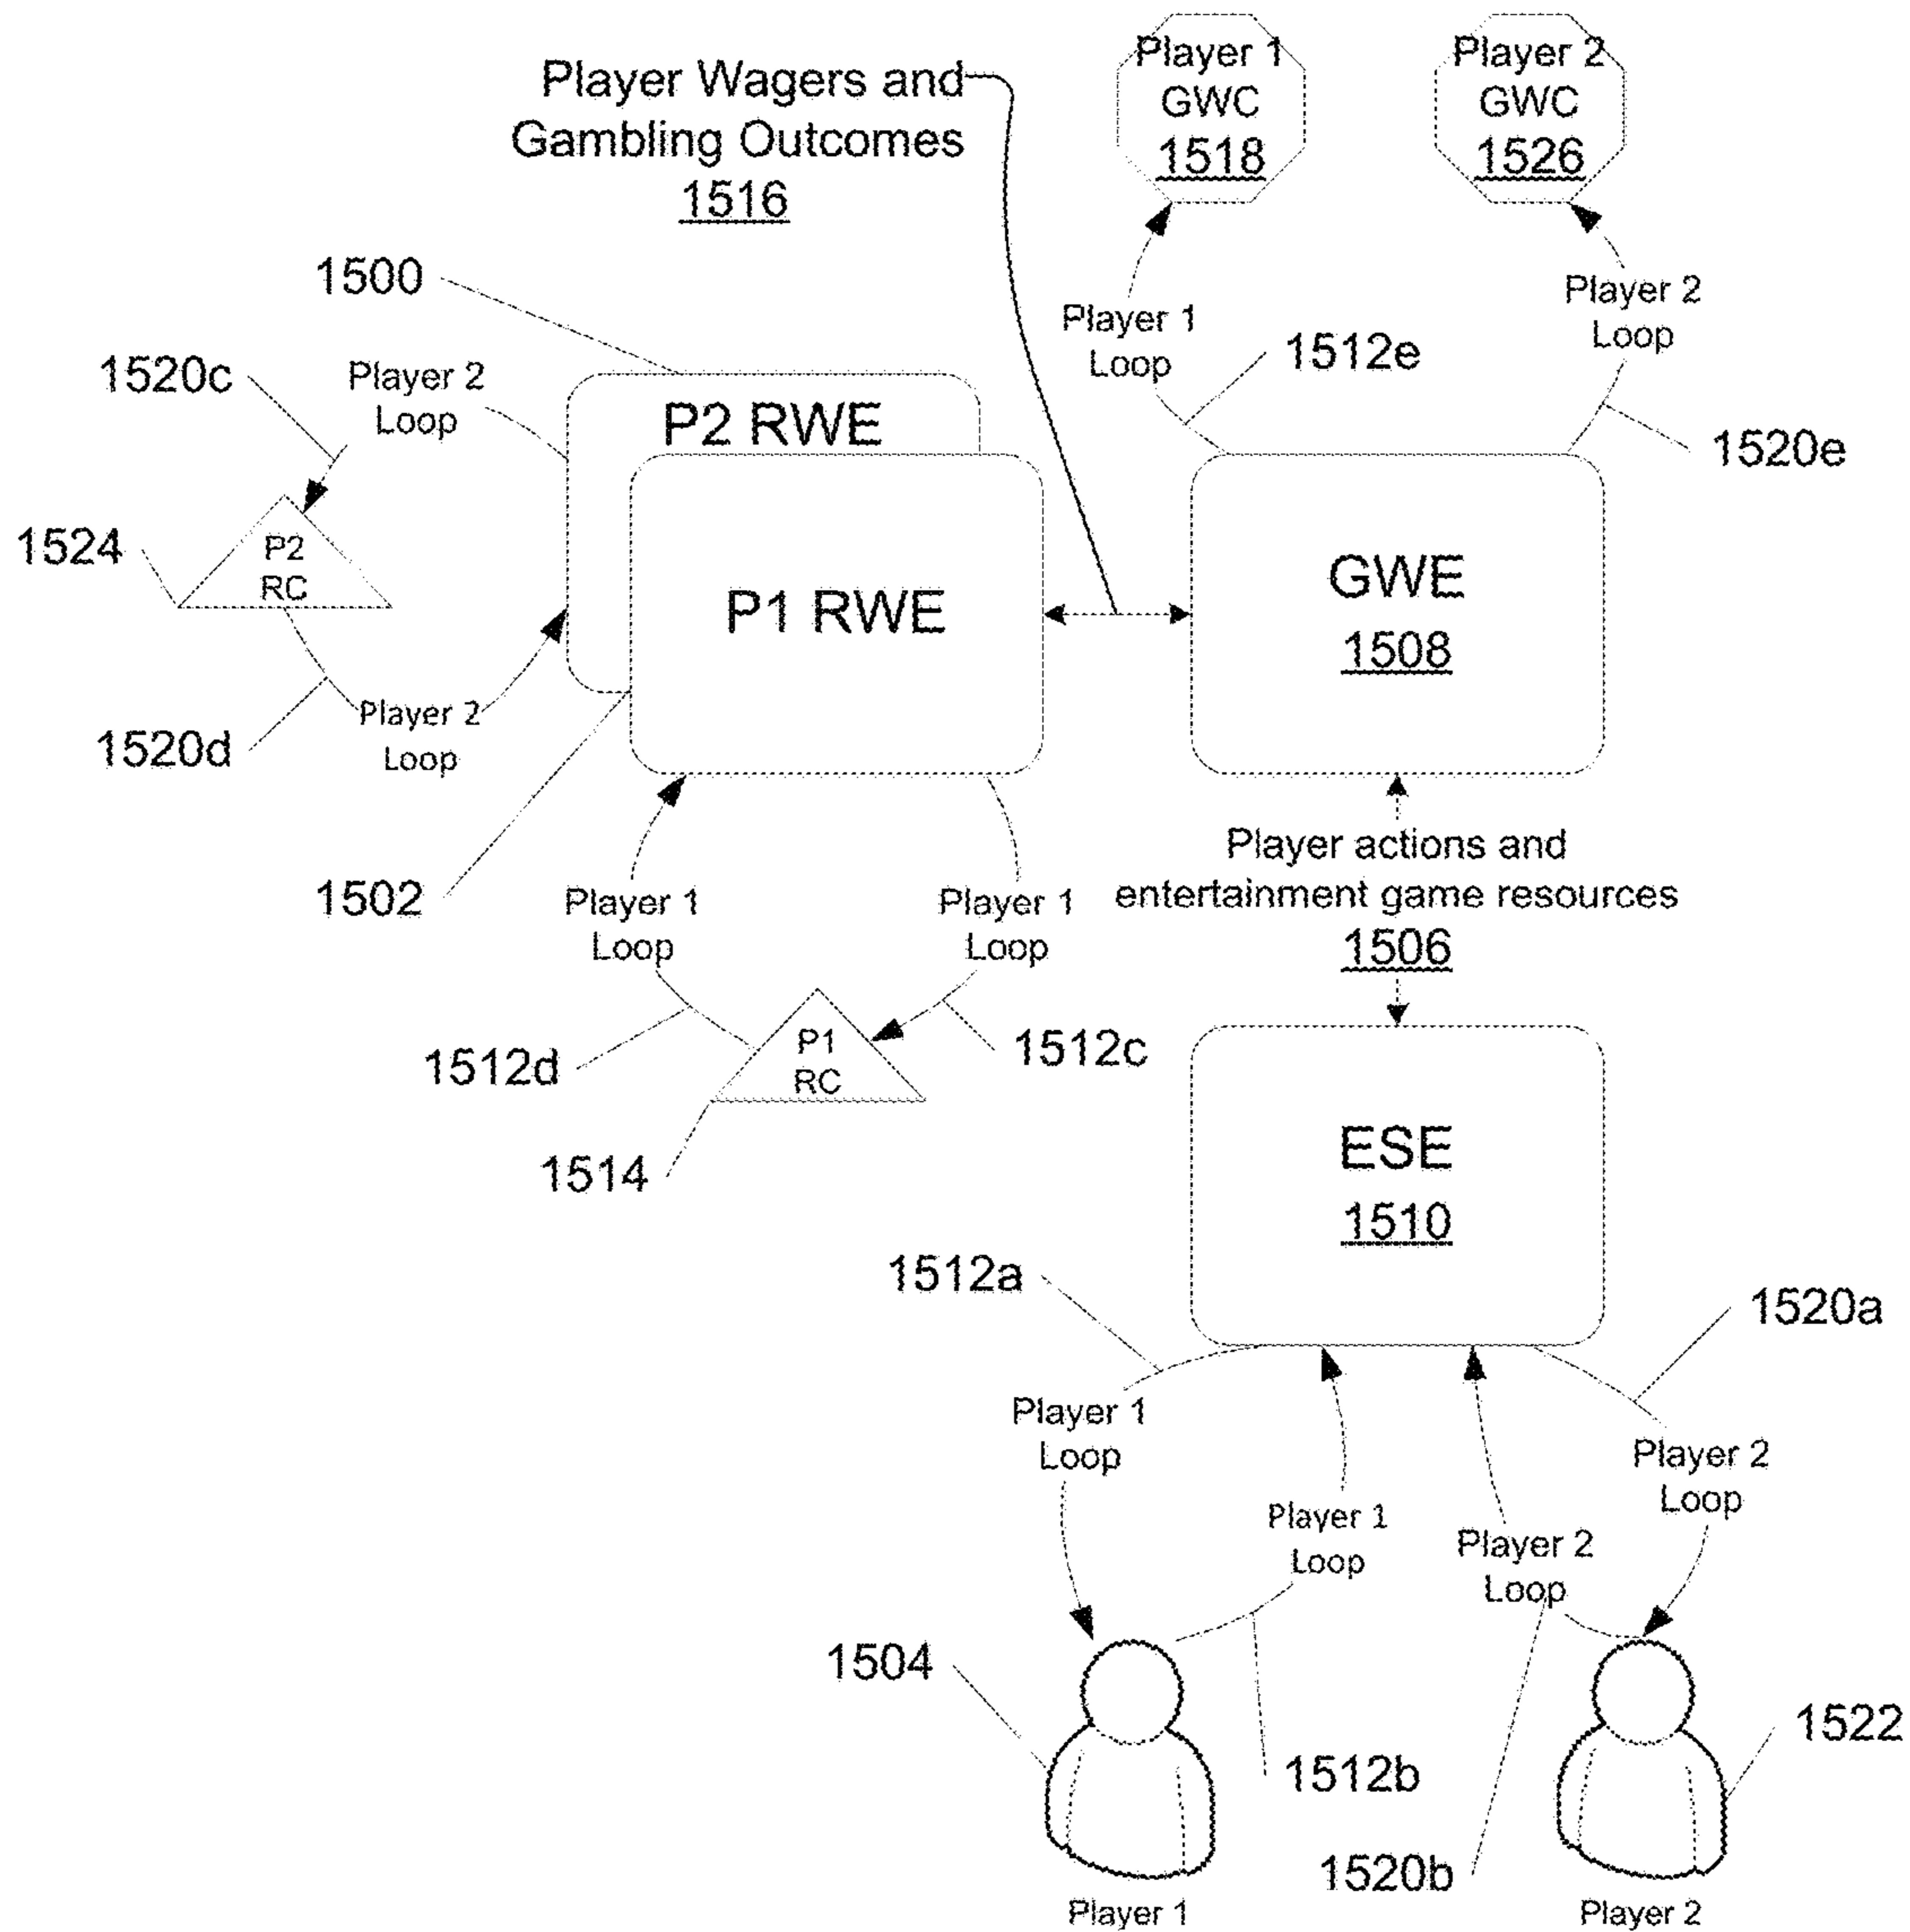 Player 1
GWC
1518
Player 2
GWC
1526
Player Wagers and
Gambling Outcomes
1516
1500
Player 1
Loop
1512e
Player 2
Loop
1520e
1520c
Player 2
Loop
P2 RWE
1524
P2
RC
P1 RWE
GWE
1508
1520d
Player 2
Loop
1502
Player 1
Loop
Player 1
Loop
Player actions and
entertainment game resources
1506
1512d
P1
RC
1512c
1514
ESE
1510
1512a
1520a
Player 1
Loop
Player 1
Loop
Player 2
Loop
Player 2
Loop
1504
1512b
1520b
1522
Player 1
Player 2